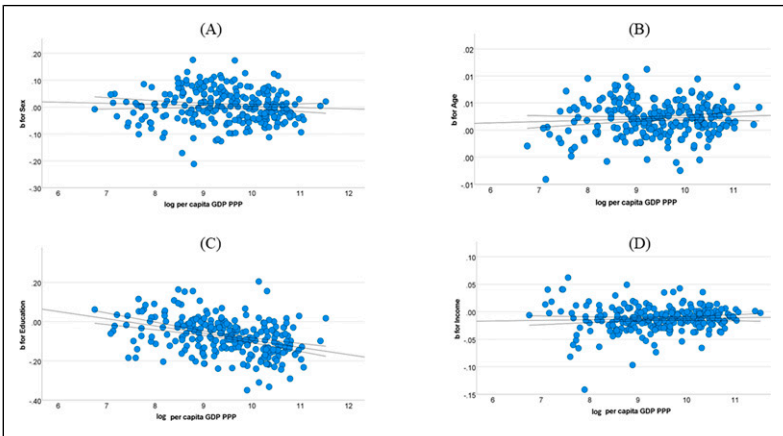 (A)
.20
.10
.00
-.10
-.20
-.30
b for Sex
6 7 8 9 10 11 12
log per capita GDP PPP
(B)
.02
.01
.01
.00
.00
-.01
b for Age
6 7 8 9 10 11
log per capita GDP PPP
(C)
.20
.00
-.20
-.40
b for Education
6 7 8 9 10 11 12
log per capita GDP PPP
(D)
.10
.05
.00
-.05
-.10
-.15
b for Income
6 7 8 9 10 11
log per capita GDP PPP